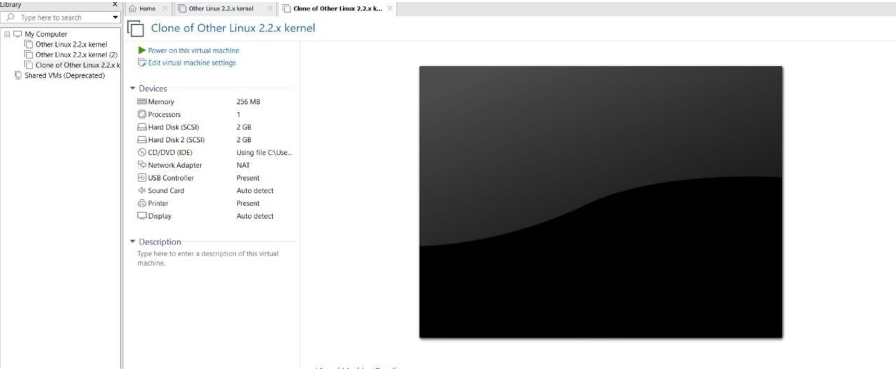 Library
Type here to search
My Computer
Other Linux 2.2.x kernel
Other Linux 2.2.x kernel (2)
Clone of Other Linux 2.2.x k
Shared VMs (Deprecated)
Home
Other Linux 2.2.x kernel
Clone of Other Linux 2.2.x k...
Clone of Other Linux 2.2.x kernel
Power on this virtual machine
Edit virtual machine settings
Devices
Memory 256 MB
Processors 1
Hard Disk (SCSI) 2 GB
Hard Disk 2 (SCSI) 2 GB
CD/DVD (IDE) Using file C:\Use...
Network Adapter NAT
USB Controller Present
Sound Card Auto detect
Printer Present
Display Auto detect
Description
Type here to enter a description of this virtual
machine.